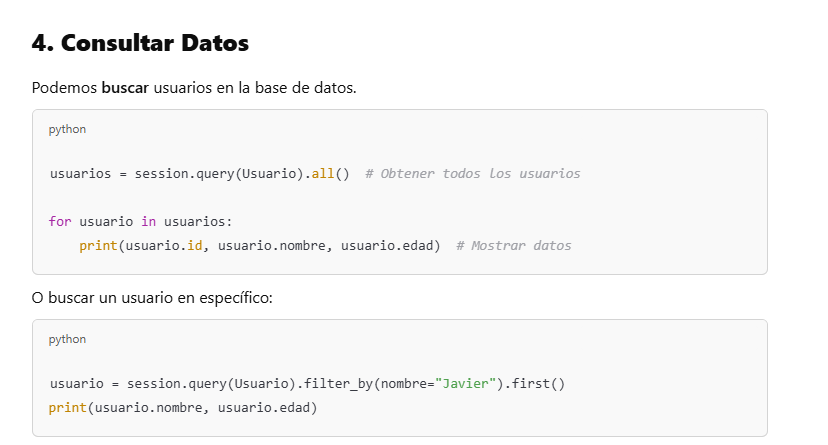 4. Consultar Datos
Podemos buscar usuarios en la base de datos.
python
usuarios = session.query(Usuario).all()  # Obtener todos los usuarios
for usuario in usuarios:
    print(usuario.id, usuario.nombre, usuario.edad)  # Mostrar datos
O buscar un usuario en específico:
python
usuario = session.query(Usuario).filter_by(nombre="Javier").first()
print(usuario.nombre, usuario.edad)